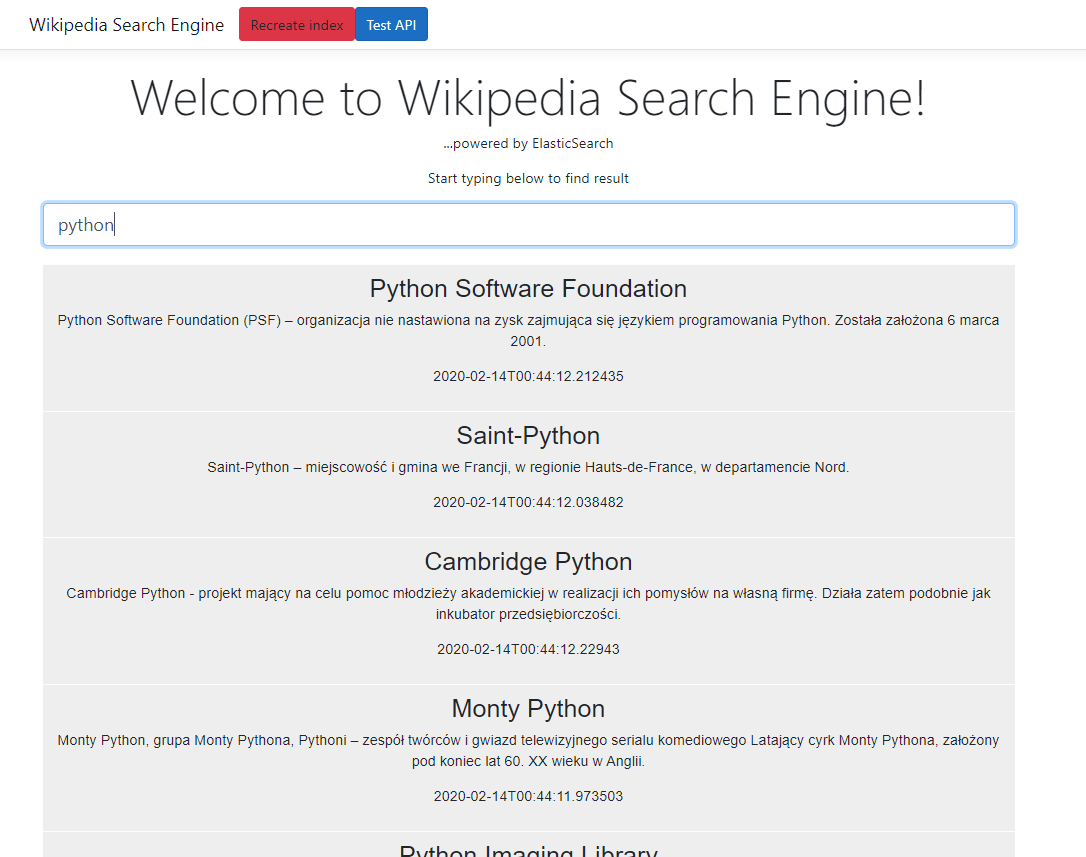 Wikipedia Search Engine Recreate index Test API
Welcome to Wikipedia Search Engine!
...powered by ElasticSearch
Start typing below to find result
python
Python Software Foundation
Python Software Foundation (PSF) – organizacja nie nastawiona na zysk zajmująca się językiem programowania Python. Została założona 6 marca
2001.
2020-02-14T00:44:12.212435
Saint-Python
Saint-Python – miejscowość i gmina we Francji, w regionie Hauts-de-France, w departamencie Nord.
2020-02-14T00:44:12.038482
Cambridge Python
Cambridge Python - projekt mający na celu pomoc młodzieży akademickiej w realizacji ich pomysłów na własną firmę. Działa zatem podobnie jak
inkubator przedsiębiorczości.
2020-02-14T00:44:12.22943
Monty Python
Monty Python, grupa Monty Pythona, Pythoni – zespół twórców i gwiazd telewizyjnego serialu komediowego Latający cyrk Monty Pythona, założony
pod koniec lat 60. XX wieku w Anglii.
2020-02-14T00:44:11.973503
Python Imaging Library